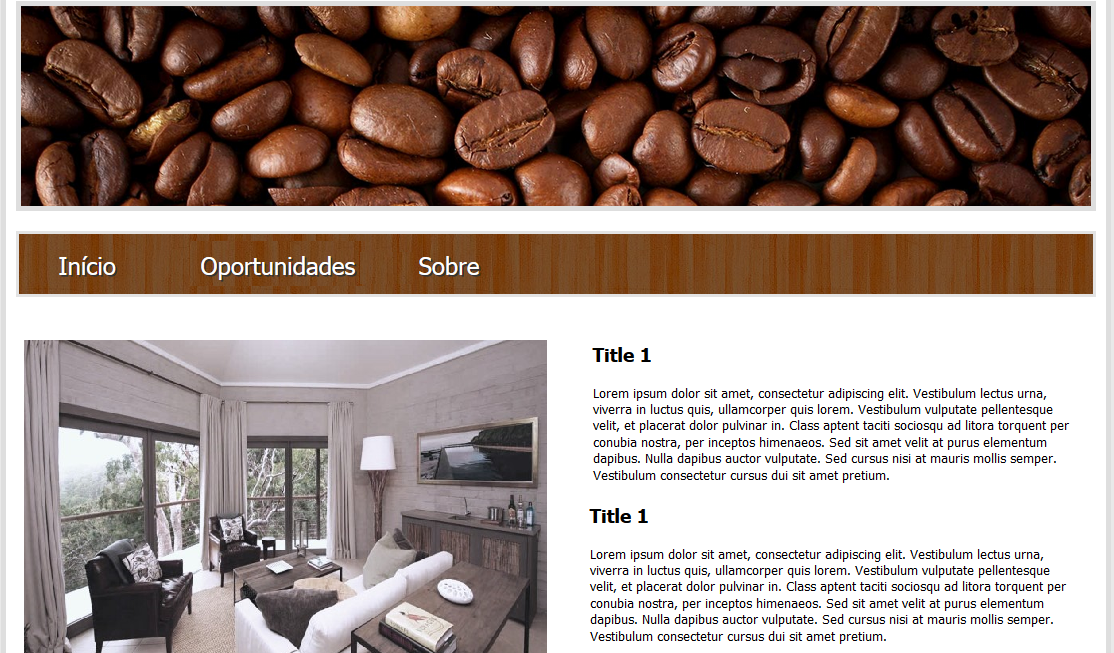 Início Oportunidades Sobre
Title 1
Lorem ipsum dolor sit amet, consectetur adipiscing elit. Vestibulum lectus urna,
viverra in luctus quis, ullamcorper quis lorem. Vestibulum vulputate pellentesque
velit, et placerat dolor pulvinar in. Class aptent taciti sociosqu ad litora torquent per
conubia nostra, per inceptos himenaeos. Sed sit amet velit at purus elementum
dapibus. Nulla dapibus auctor vulputate. Sed cursus nisi at mauris mollis semper.
Vestibulum consectetur cursus dui sit amet pretium.
Title 1
Lorem ipsum dolor sit amet, consectetur adipiscing elit. Vestibulum lectus urna,
viverra in luctus quis, ullamcorper quis lorem. Vestibulum vulputate pellentesque
velit, et placerat dolor pulvinar in. Class aptent taciti sociosqu ad litora torquent per
conubia nostra, per inceptos himenaeos. Sed sit amet velit at purus elementum
dapibus. Nulla dapibus auctor vulputate. Sed cursus nisi at mauris mollis semper.
Vestibulum consectetur cursus dui sit amet pretium.